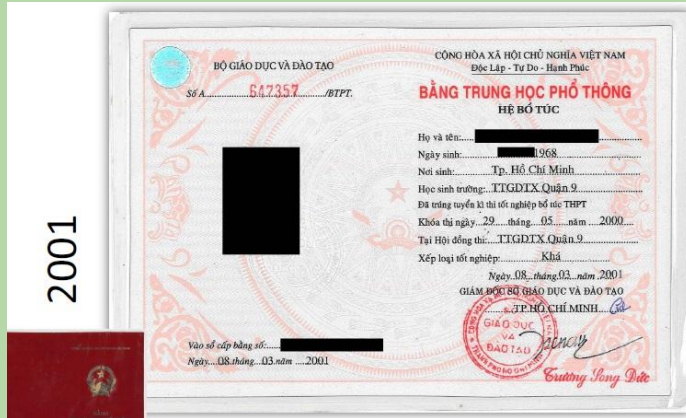 2001
BỘ GIÁO DỤC VÀ ĐÀO TẠO
Số A 647357 /BTPT.
Vào sổ cấp bằng số:
Ngày 08 tháng 03 năm 2001
CỘNG HÒA XÃ HỘI CHỦ NGHĨA VIỆT NAM
Độc Lập - Tự Do - Hạnh Phúc
BẰNG TRUNG HỌC PHỔ THÔNG
HỆ BỔ TÚC
Họ và tên:
Ngày sinh: 1968
Nơi sinh: Tp. Hồ Chí Minh
Học sinh trường: TTGDTX Quận 9
Đã trúng tuyển kì thi tốt nghiệp bổ túc THPT
Khóa thi ngày 29 tháng 05 năm 2000
Tại Hội đồng thi: TTGDTX Quận 9
Xếp loại tốt nghiệp: Khá
Ngày 08 tháng 03 năm 2001
GIÁM ĐỐC SỞ GIÁO DỤC VÀ ĐÀO TẠO
TP.HỒ CHÍ MINH
GIÁO DỤC
VÀ
ĐÀO TẠO
Trương Song Đức